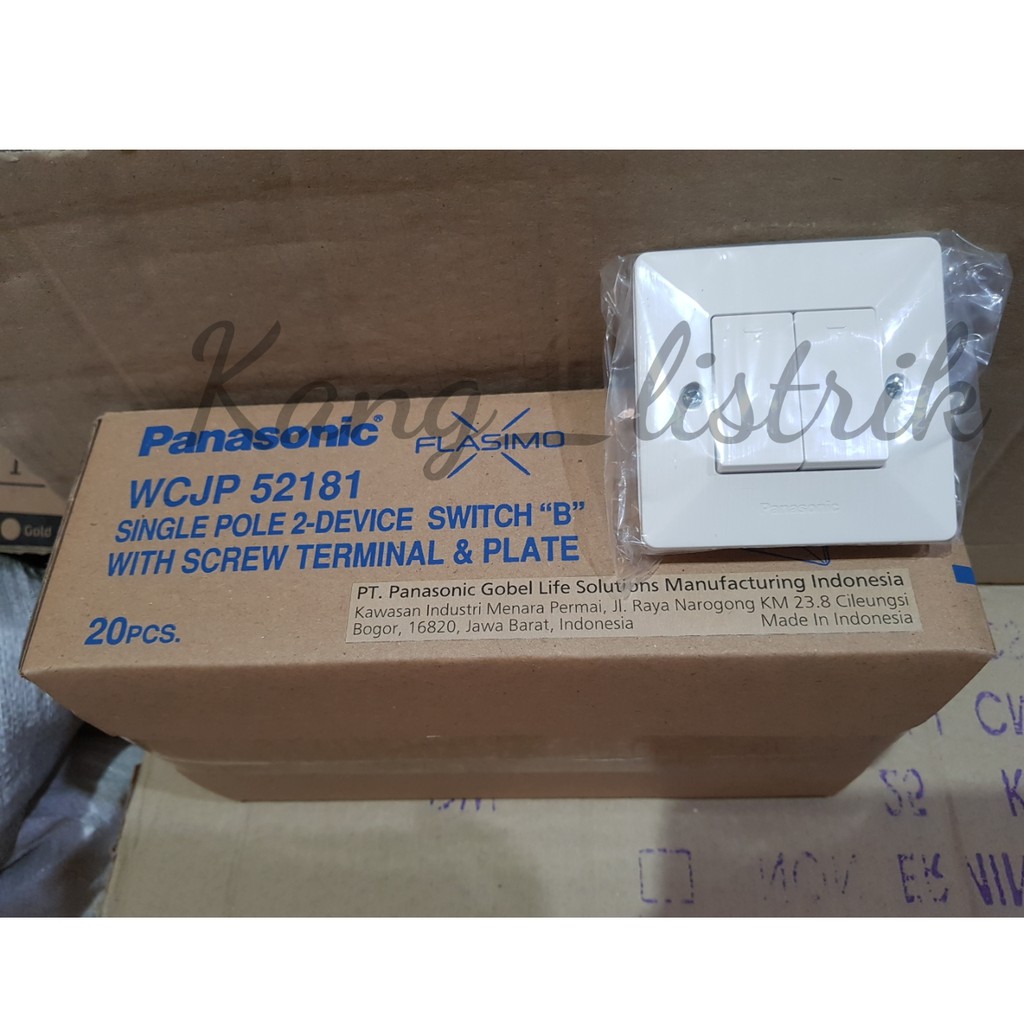 Kang_listrik
Panasonic
FLASIMO
WCJP 52181
SINGLE POLE 2-DEVICE SWITCH “B”
WITH SCREW TERMINAL & PLATE
20PCS.
PT. Panasonic Gobel Life Solutions Manufacturing Indonesia
Kawasan Industri Menara Permai, Jl. Raya Narogong KM 23.8 Cileungsi
Bogor, 16820, Jawa Barat, Indonesia
Made In Indonesia
Panasonic
Gold